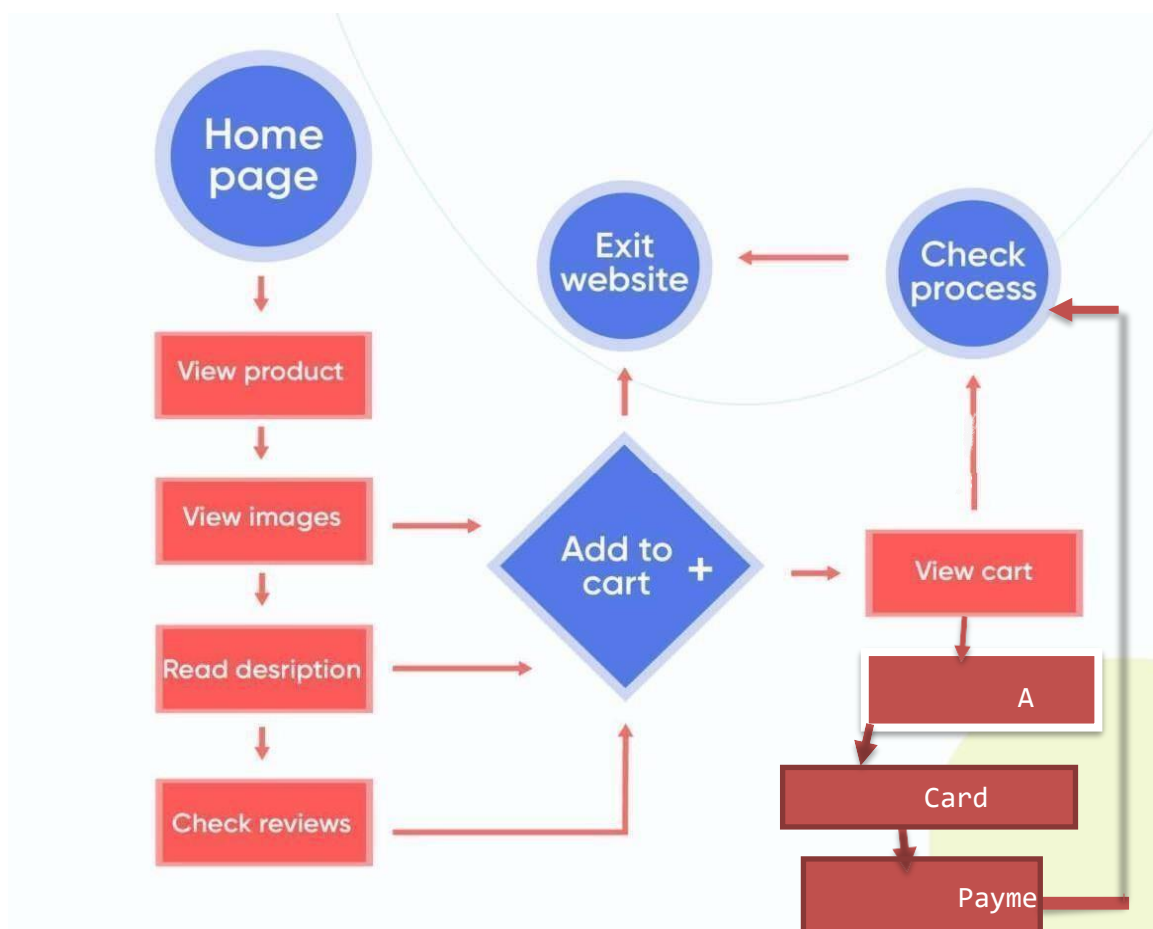 Home
page
View product
View images
Read desription
Check reviews
Add to
cart +
Exit
website
Check
process
View cart
A
Card
Payme